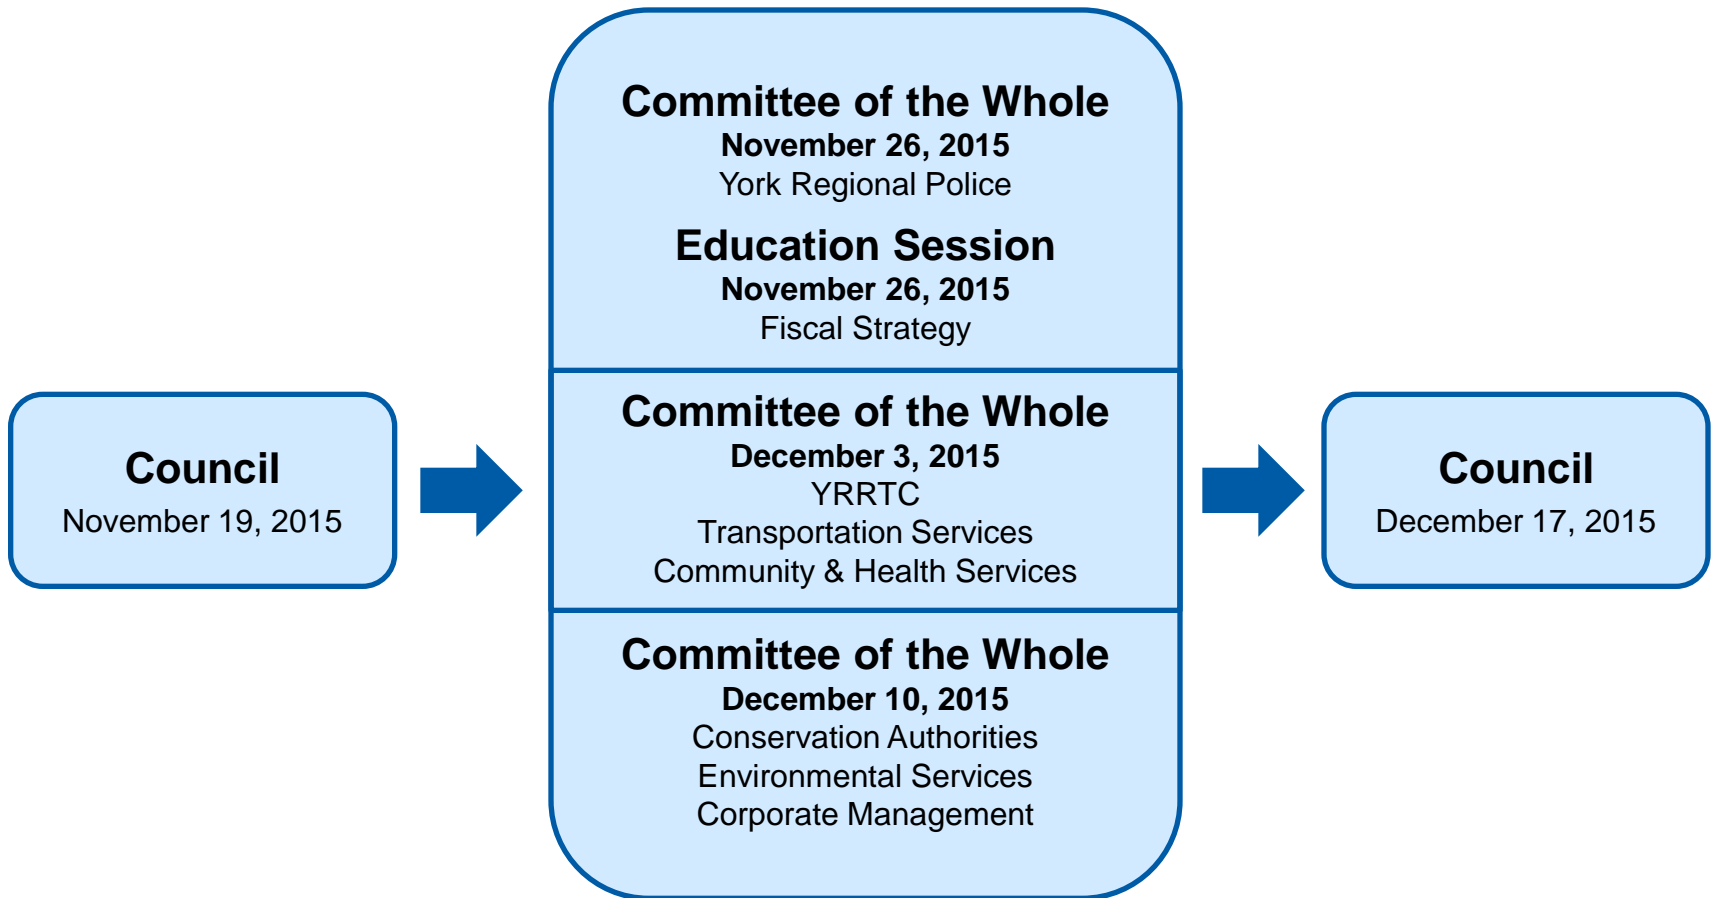 Council
November 19, 2015
Committee of the Whole
November 26, 2015
York Regional Police
Education Session
November 26, 2015
Fiscal Strategy
Committee of the Whole
December 3, 2015
YRRTC
Transportation Services
Community & Health Services
Committee of the Whole
December 10, 2015
Conservation Authorities
Environmental Services
Corporate Management
Council
December 17, 2015